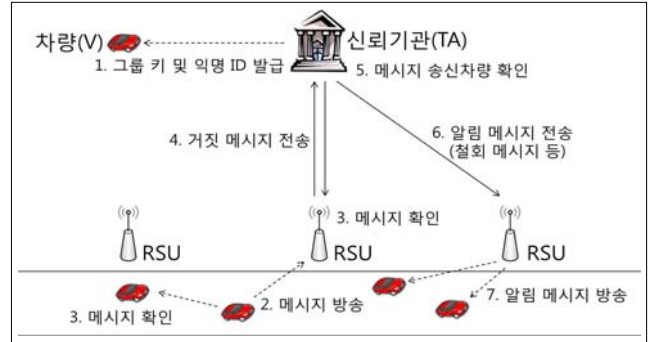 차량(V)
신뢰기관(TA)
1. 그룹 키 및 익명 ID 발급
5. 메시지 송신차량 확인
4. 거짓 메시지 전송
6. 알림 메시지 전송
(철회 메시지 등)
3. 메시지 확인
RSU
RSU
RSU
3. 메시지 확인
2. 메시지 방송
7. 알림 메시지 방송